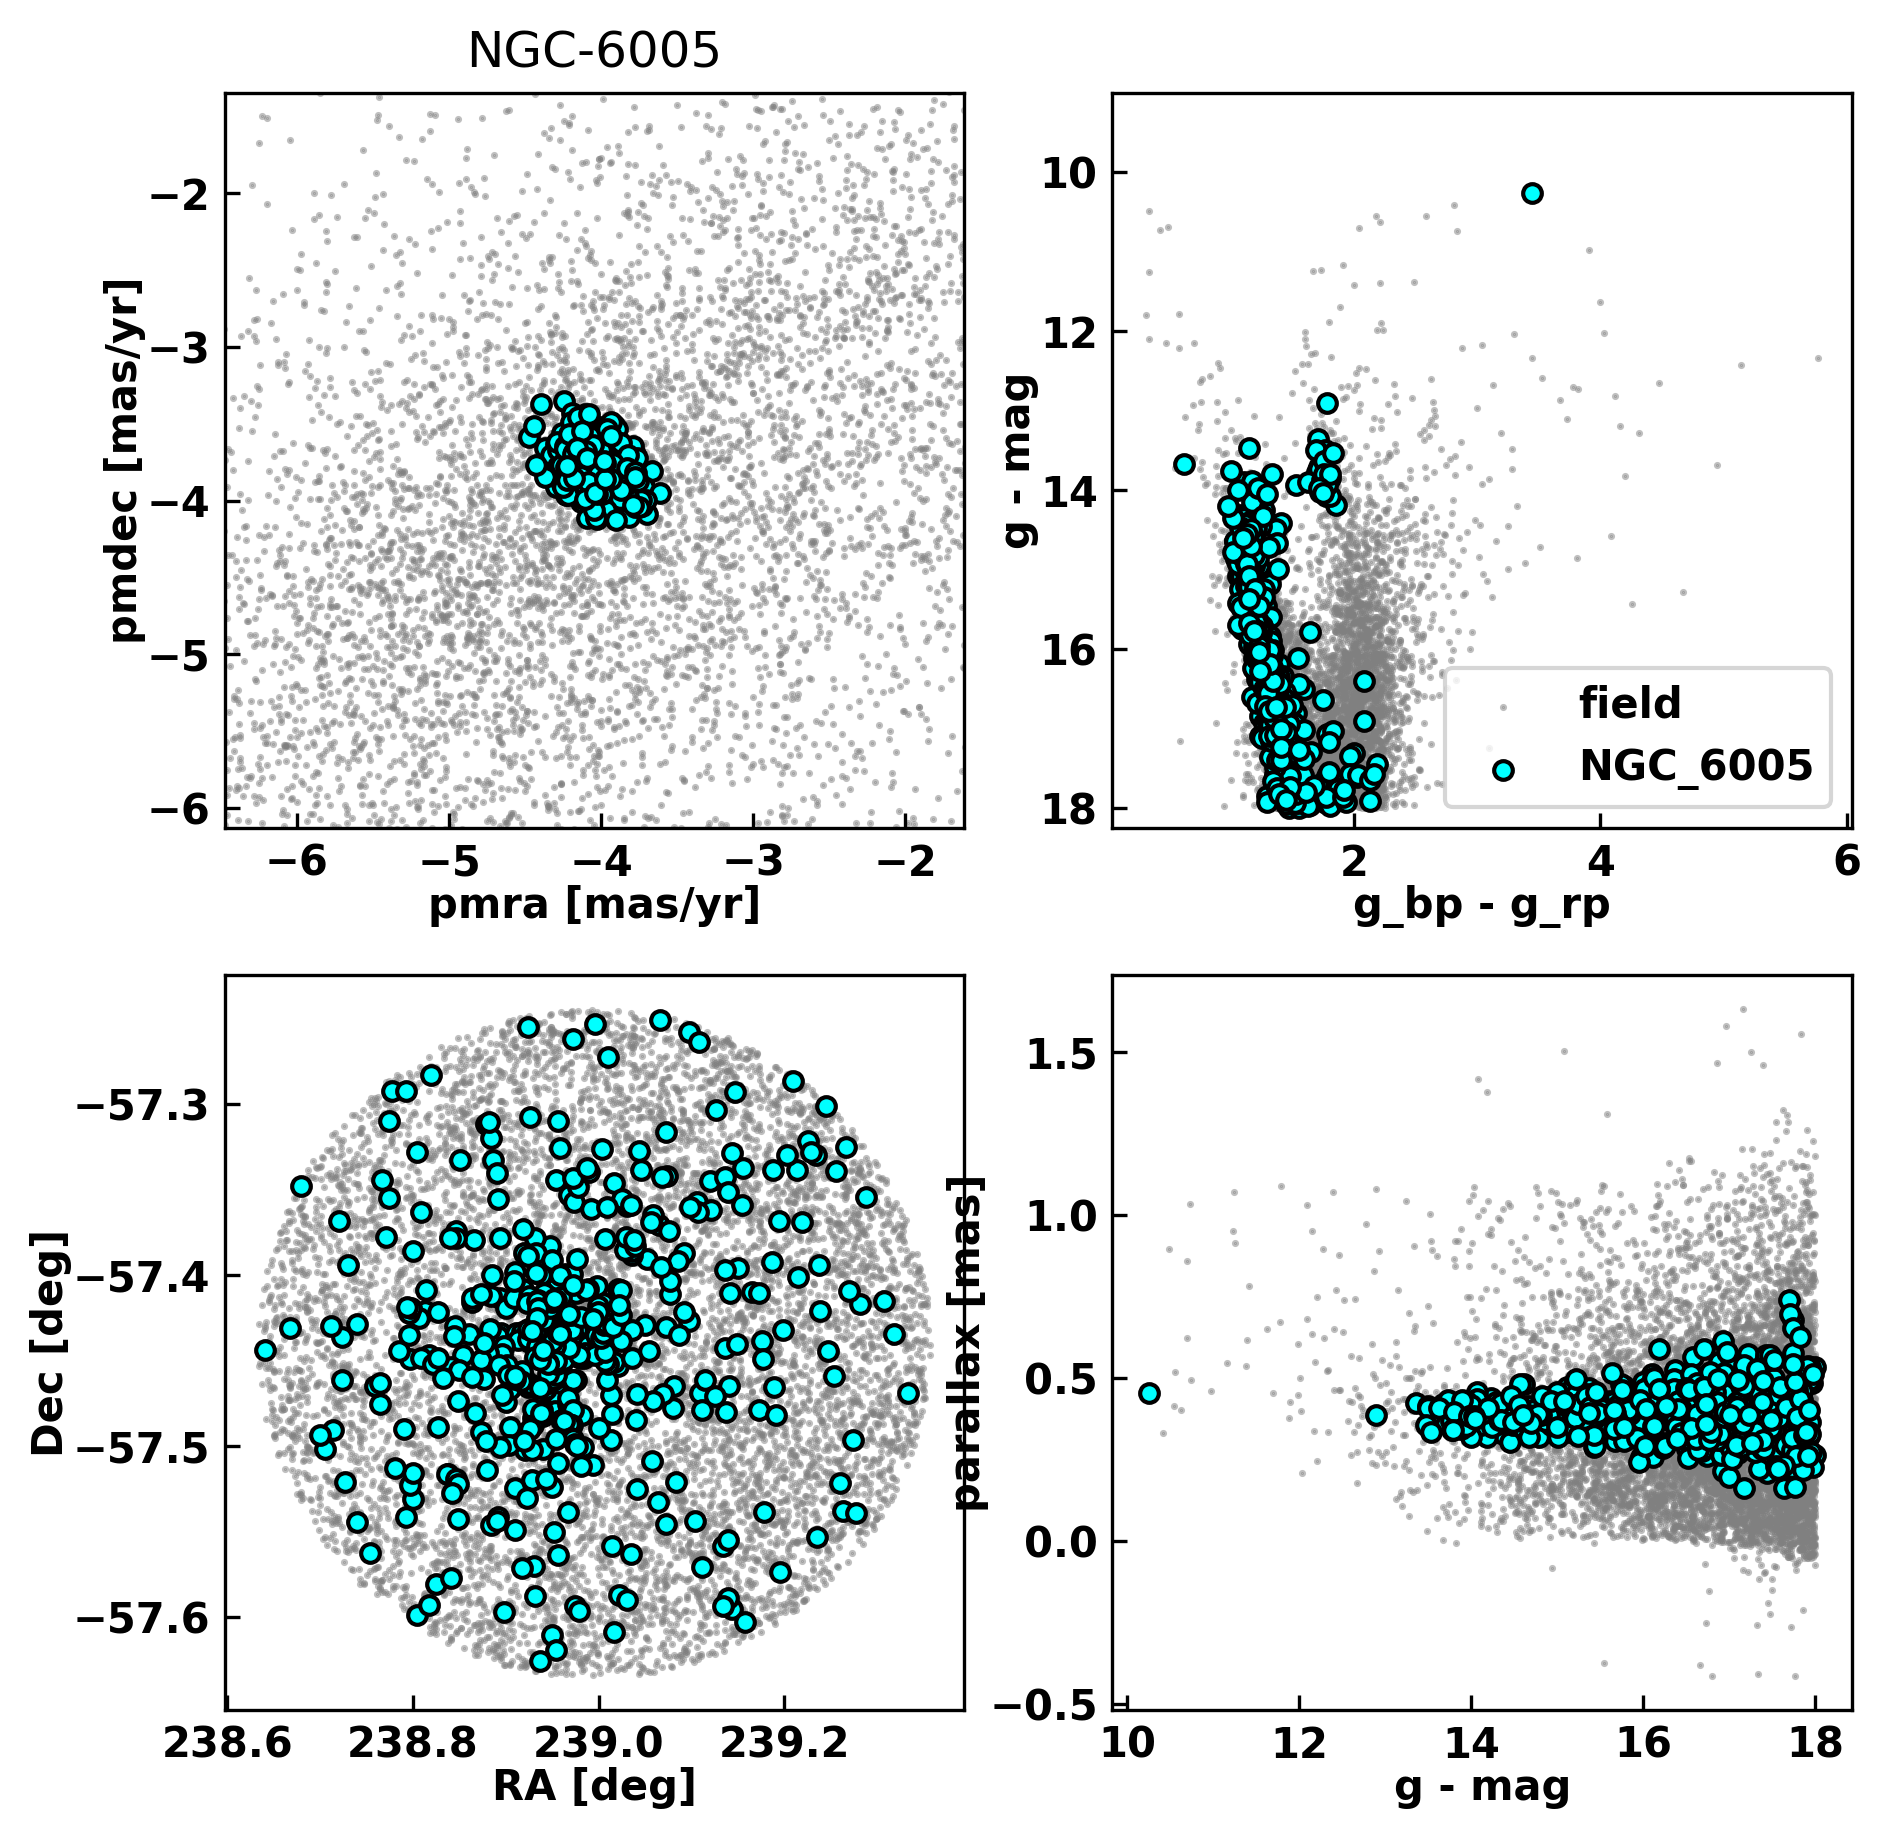 NGC-6005
pmdec [mas/yr]
−2
−3
−4
−5
−6
−6 −5 −4 −3 −2
pmra [mas/yr]
g - mag
10
12
14
16
18
field
NGC_6005
2 4 6
g_bp - g_rp
Dec [deg]
−57.3
−57.4
−57.5
−57.6
238.6 238.8 239.0 239.2
RA [deg]
parallax [mas]
1.5
1.0
0.5
0.0
−0.5
10 12 14 16 18
g - mag